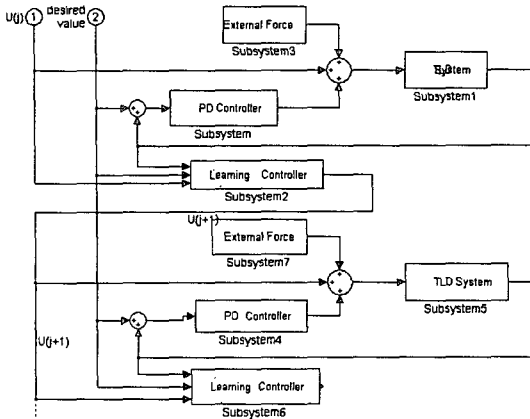 U(j) 1
desired
value 2
External Force
Subsystem3
System
Subsystem1
PD Controller
Subsystem
Learning Controller
Subsystem2
U(j+1)
External Force
Subsystem7
TLD System
Subsystem5
PD Controller
Subsystem4
U(j+1)
Learning Controller
Subsystem6